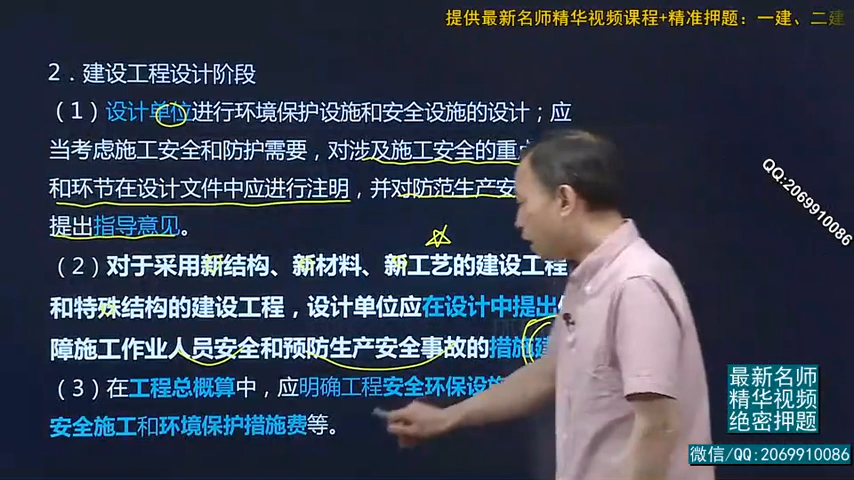 提供最新名师精华视频课程+精准押题：一建、二建
2．建设工程设计阶段
（1）设计单位进行环境保护设施和安全设施的设计；应
当考虑施工安全和防护需要，对涉及施工安全的重
和环节在设计文件中应进行注明，并对防范生产安
提出指导意见。
（2）对于采用新结构、新材料、新工艺的建设工程
和特殊结构的建设工程，设计单位应在设计中提出
障施工作业人员安全和预防生产安全事故的措施建
（3）在工程总概算中，应明确工程安全环保设
安全施工和环境保护措施费等。
QQ:2069910086
最新名师
精华视频
绝密押题
微信/QQ:2069910086